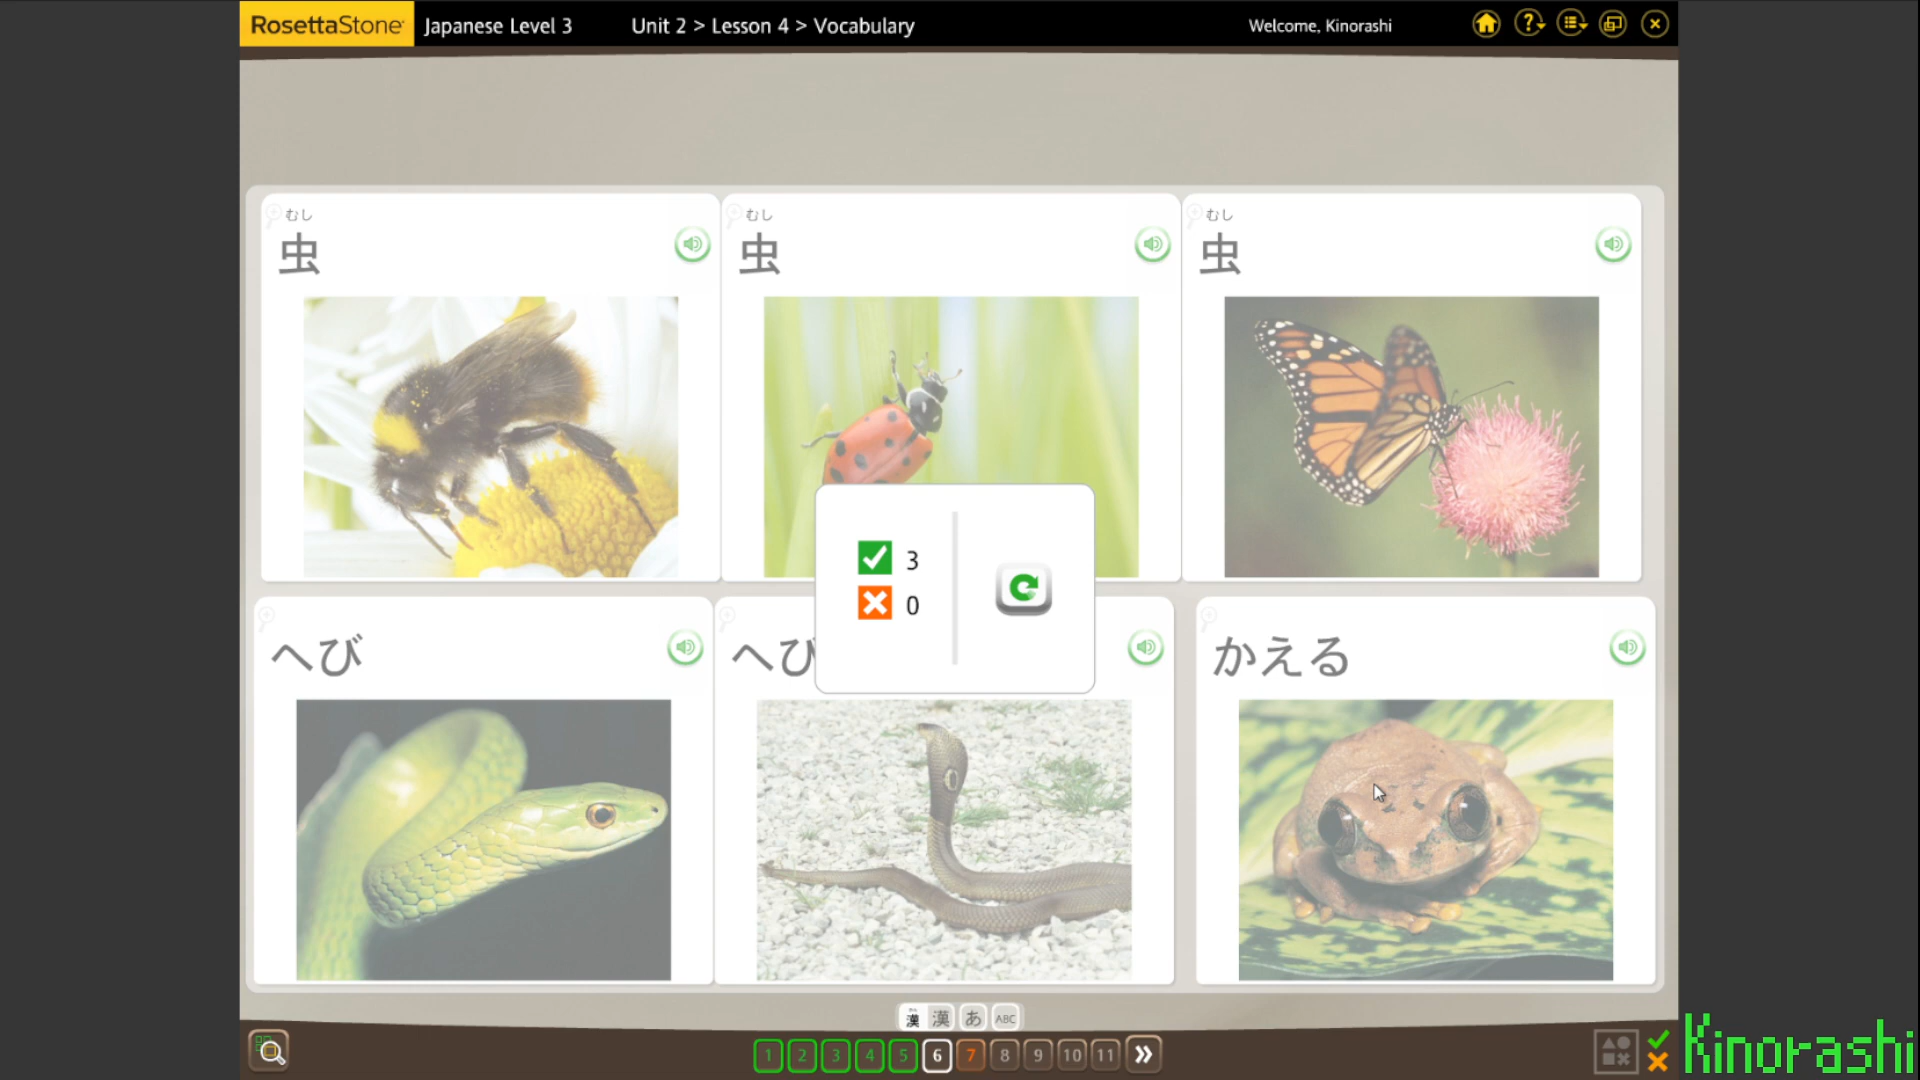 RosettaStone Japanese Level 3 Unit 2 > Lesson 4 > Vocabulary Welcome, Kinorashi
むし むし むし
虫 虫 虫
3
0
へび へび かえる
漢 漢 あ ABC
1 2 3 4 5 6 7 8 9 10 11
Kinorashi